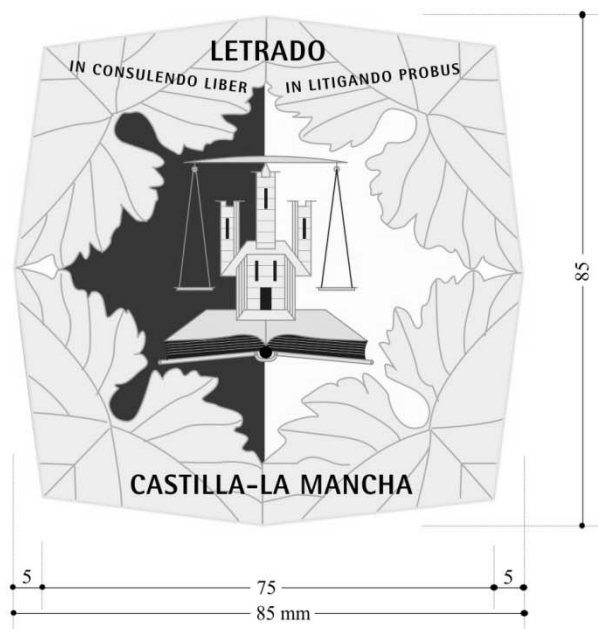 LETRADO
IN CONSULENDO LIBER IN LITIGANDO PROBUS
CASTILLA-LA MANCHA
85
5 75 5
85 mm